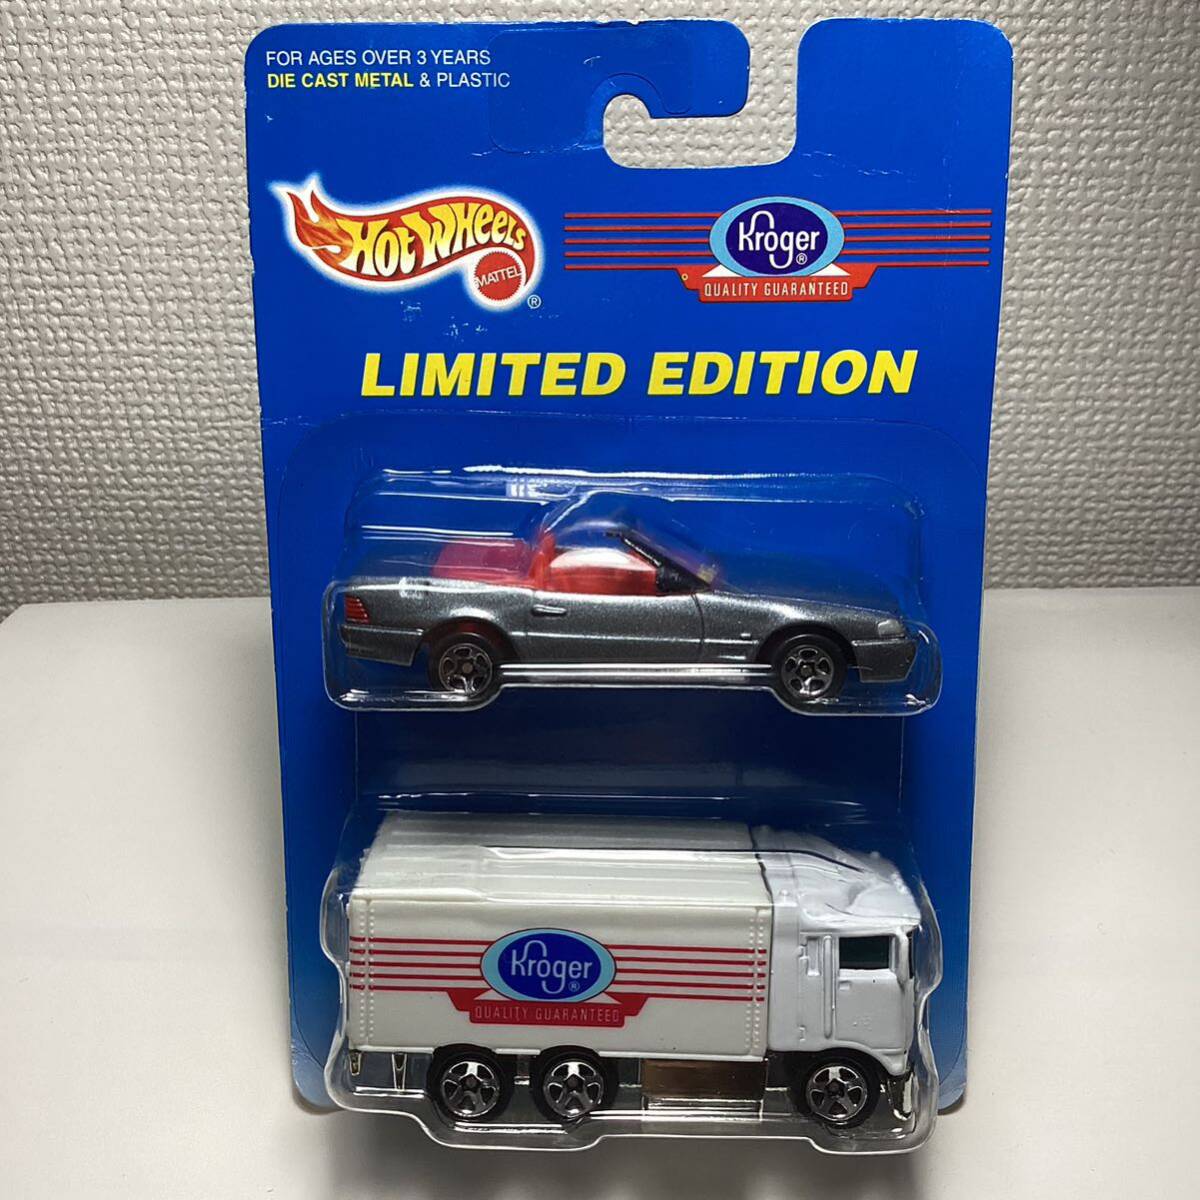 FOR AGES OVER 3 YEARS
DIE CAST METAL & PLASTIC
HOT WHEELS
MATTEL
®
Kroger
®
QUALITY GUARANTEED
LIMITED EDITION
Kroger
®
QUALITY GUARANTEED